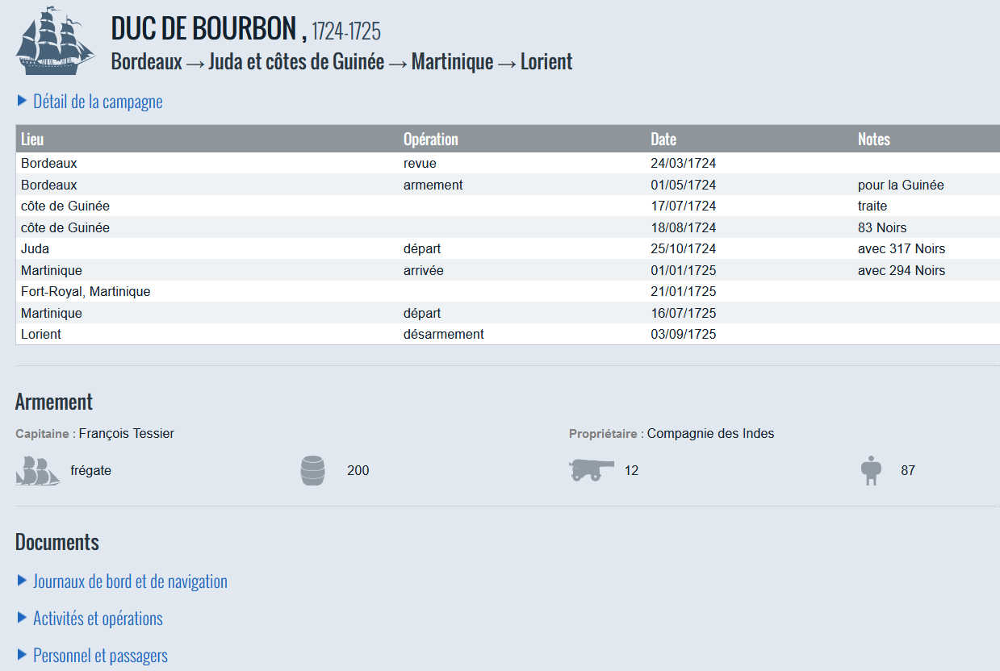 DUC DE BOURBON , 1724-1725
Bordeaux → Juda et côtes de Guinée → Martinique → Lorient
Détail de la campagne
Lieu Opération Date Notes
Bordeaux revue 24/03/1724
Bordeaux armement 01/05/1724 pour la Guinée
côte de Guinée 17/07/1724 traite
côte de Guinée 18/08/1724 83 Noirs
Juda départ 25/10/1724 avec 317 Noirs
Martinique arrivée 01/01/1725 avec 294 Noirs
Fort-Royal, Martinique 21/01/1725
Martinique départ 16/07/1725
Lorient désarmement 03/09/1725
Armement
Capitaine : François Tessier Propriétaire : Compagnie des Indes
frégate 200 12 87
Documents
Journaux de bord et de navigation
Activités et opérations
Personnel et passagers